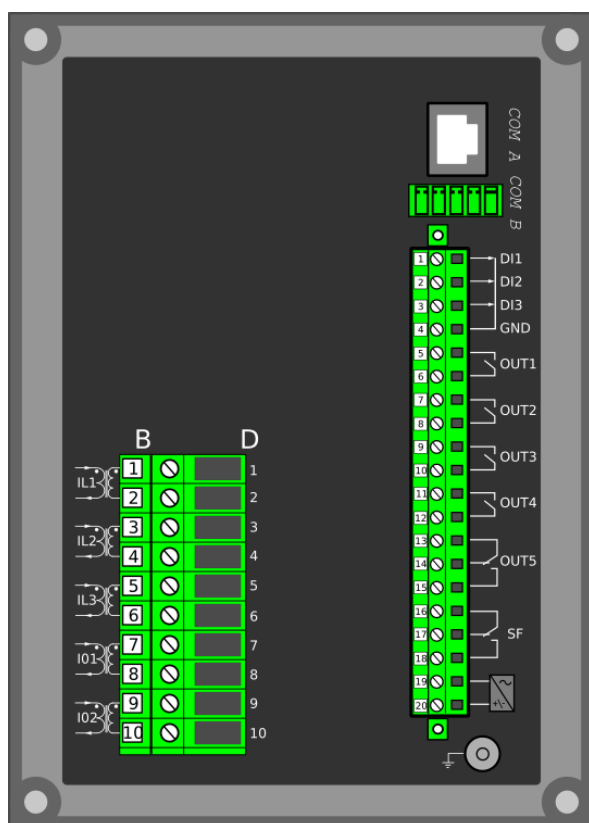 COM A COM B
1 DI1
2 DI2
3 DI3
4 GND
5
OUT1
6
7
OUT2
8
9
OUT3
10
11
OUT4
12
13
14 OUT5
15
16
17 SF
18
19 ~
20 +/-
B D
1 1
IL1
2 2
3 3
IL2
4 4
5 5
IL3
6 6
7 7
I01
8 8
9 9
I02
10 10